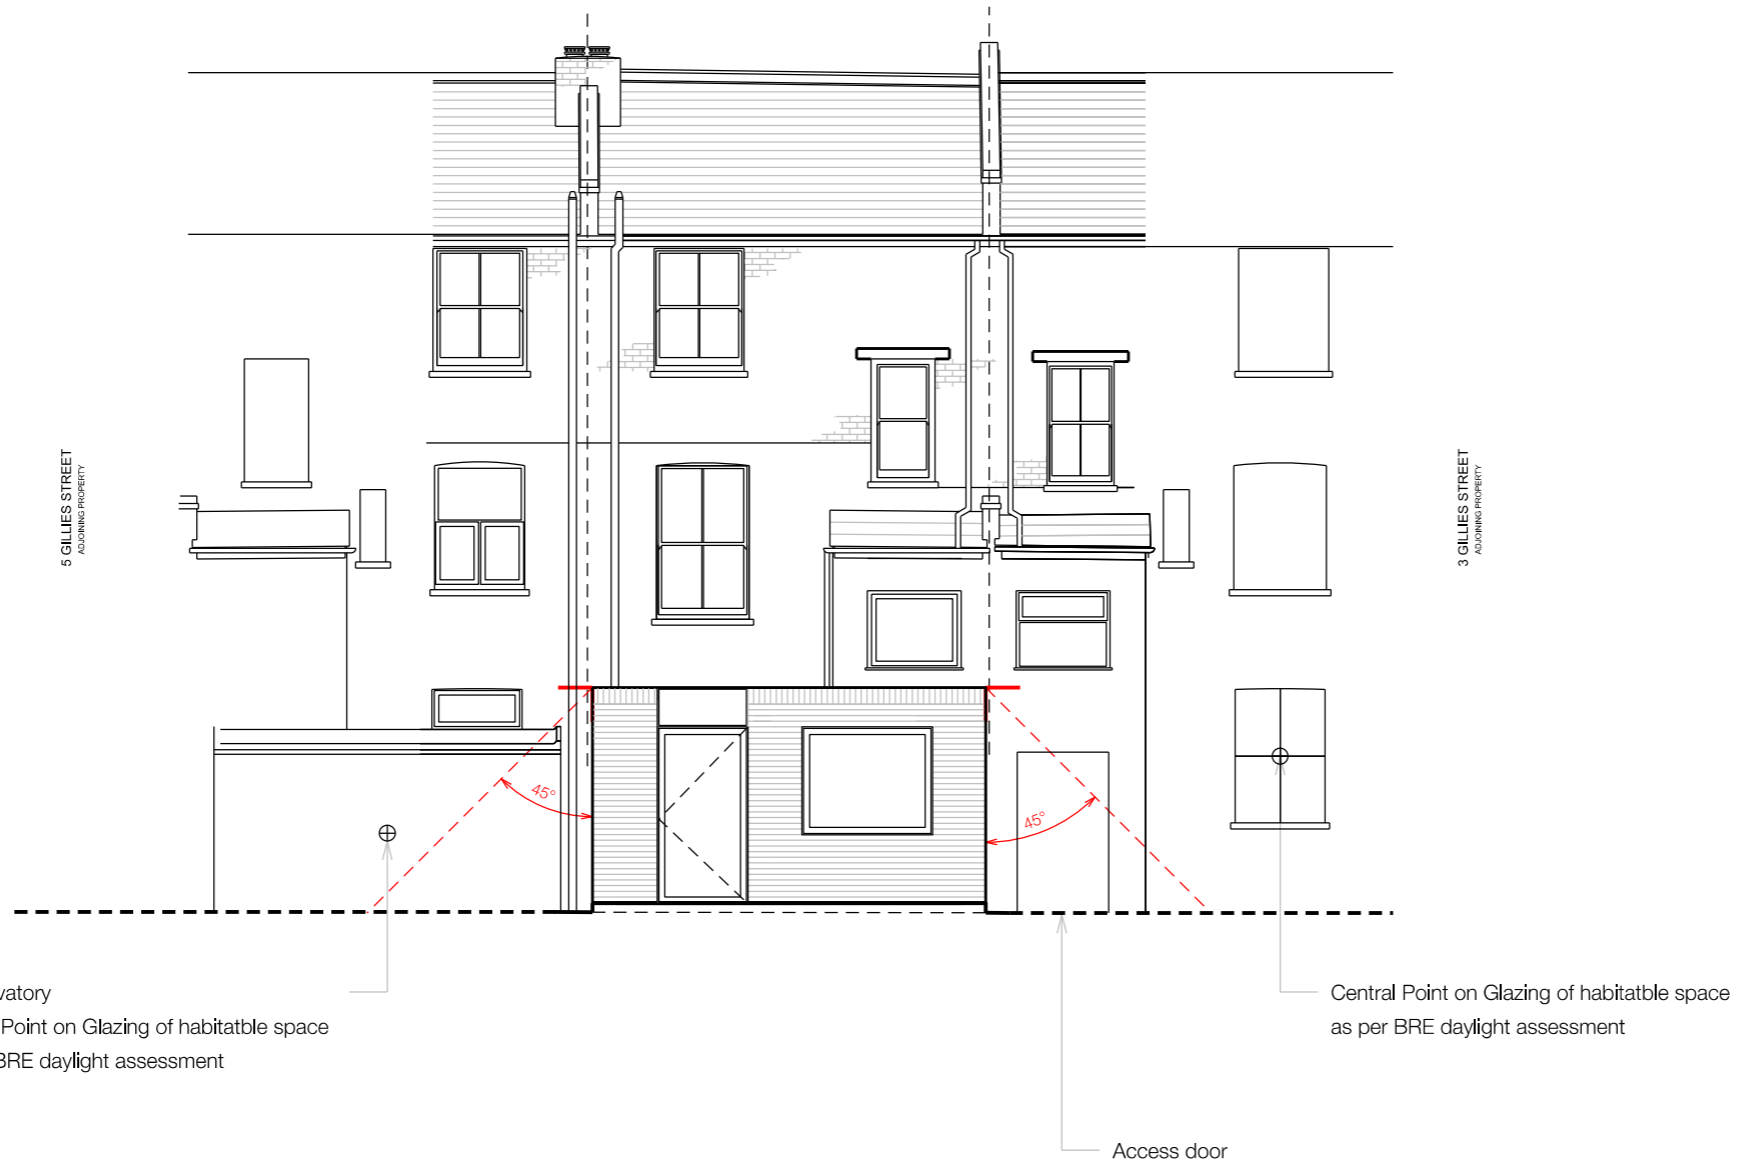 5 GILLIES STREET
ADJOINING PROPERTY
3 GILLIES STREET
ADJOINING PROPERTY
45°
45°
vatory
Point on Glazing of habitatble space
BRE daylight assessment
Central Point on Glazing of habitatble space
as per BRE daylight assessment
Access door